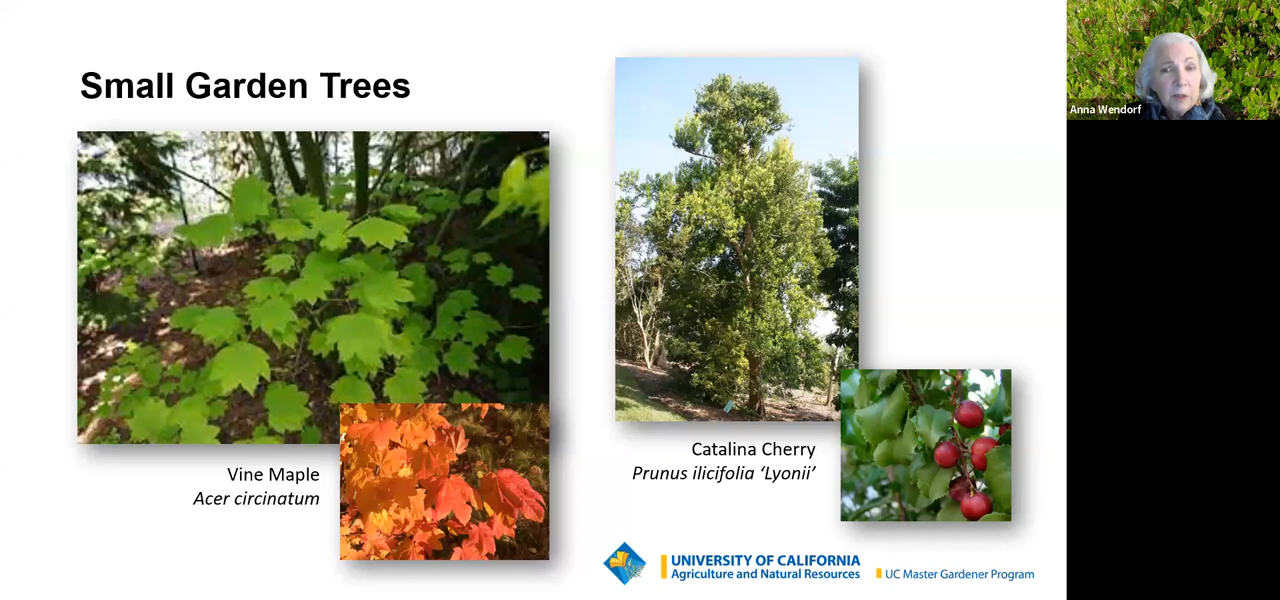 Small Garden Trees
Anna Wendorf
Vine Maple
Acer circinatum
Catalina Cherry
Prunus ilicifolia ‘Lyonii’
UNIVERSITY OF CALIFORNIA
Agriculture and Natural Resources
UC Master Gardener Program